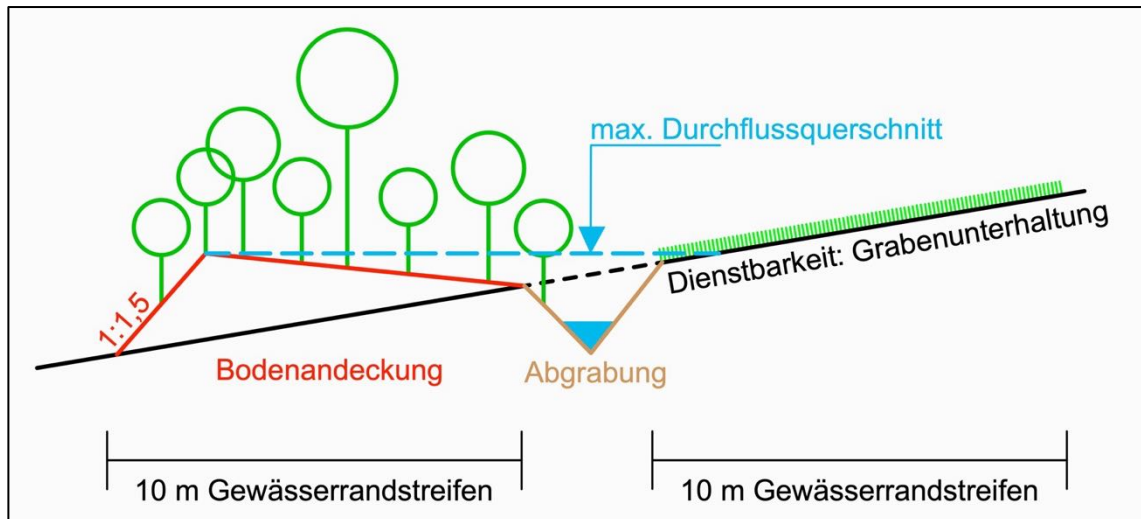 max. Durchflussquerschnitt
Dienstbarkeit: Grabenunterhaltung
1:1,5
Bodenandeckung
Abgrabung
10 m Gewässerrandstreifen
10 m Gewässerrandstreifen